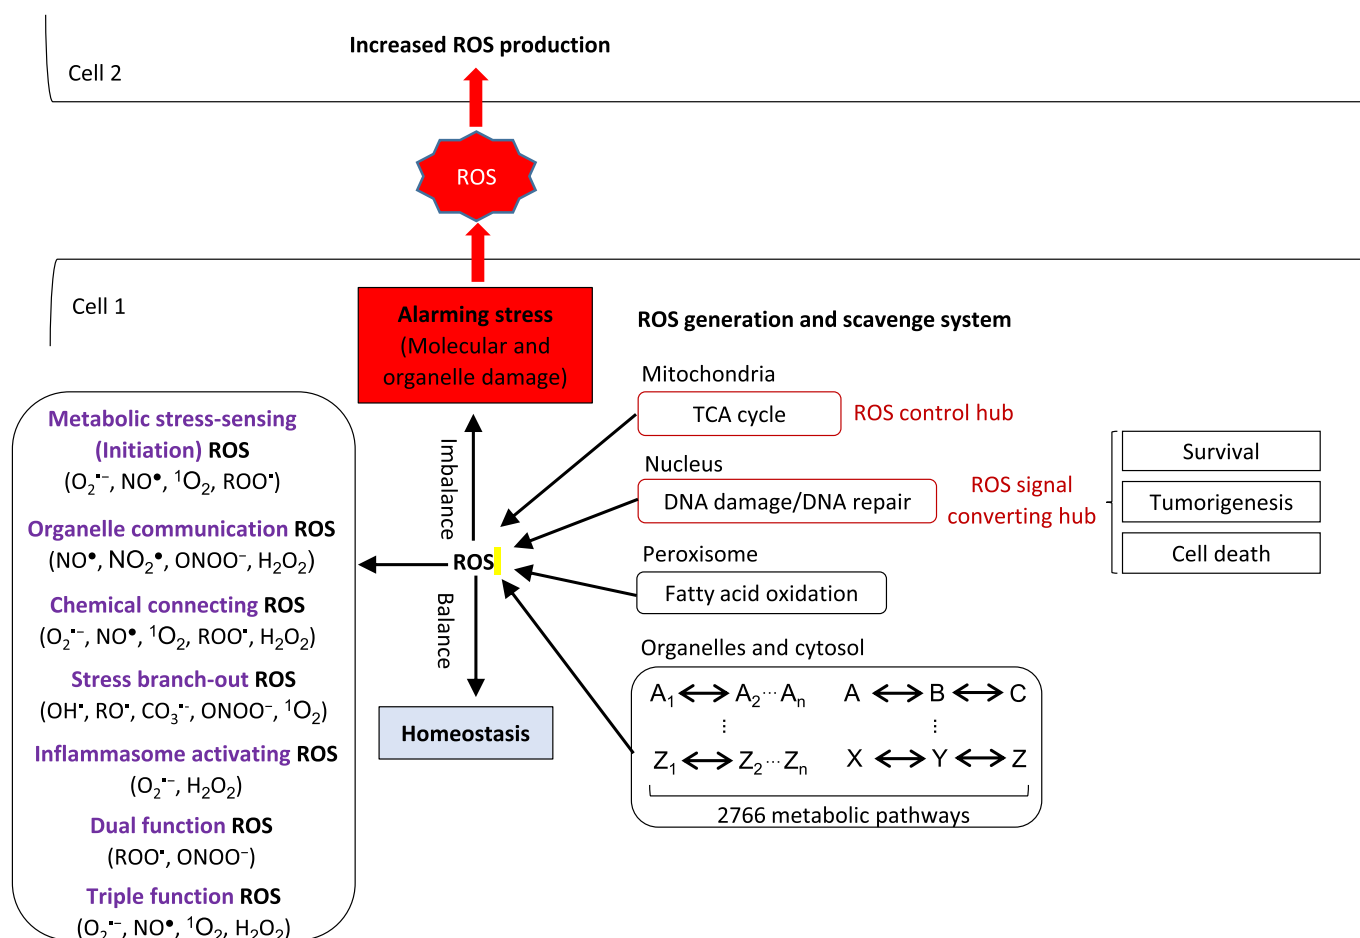 Increased ROS production
Cell 2
ROS
Cell 1
Alarming stress
(Molecular and
organelle damage)
ROS generation and scavenge system
Mitochondria
TCA cycle
ROS control hub
Nucleus
DNA damage/DNA repair
ROS signal
converting hub
Survival
Tumorigenesis
Cell death
Peroxisome
Fatty acid oxidation
Organelles and cytosol
A₁ ⟷ A₂ ··· Aₙ A ⟷ B ⟷ C
⋮ ⋮
Z₁ ⟷ Z₂ ··· Zₙ X ⟷ Y ⟷ Z
2766 metabolic pathways
Imbalance
ROS
Balance
Homeostasis
Metabolic stress-sensing
(Initiation) ROS
(O₂•⁻, NO•, ¹O₂, ROO•)
Organelle communication ROS
(NO•, NO₂•, ONOO⁻, H₂O₂)
Chemical connecting ROS
(O₂•⁻, NO•, ¹O₂, ROO•, H₂O₂)
Stress branch-out ROS
(OH•, RO•, CO₃•⁻, ONOO⁻, ¹O₂)
Inflammasome activating ROS
(O₂•⁻, H₂O₂)
Dual function ROS
(ROO•, ONOO⁻)
Triple function ROS
(O₂•⁻, NO•, ¹O₂, H₂O₂)